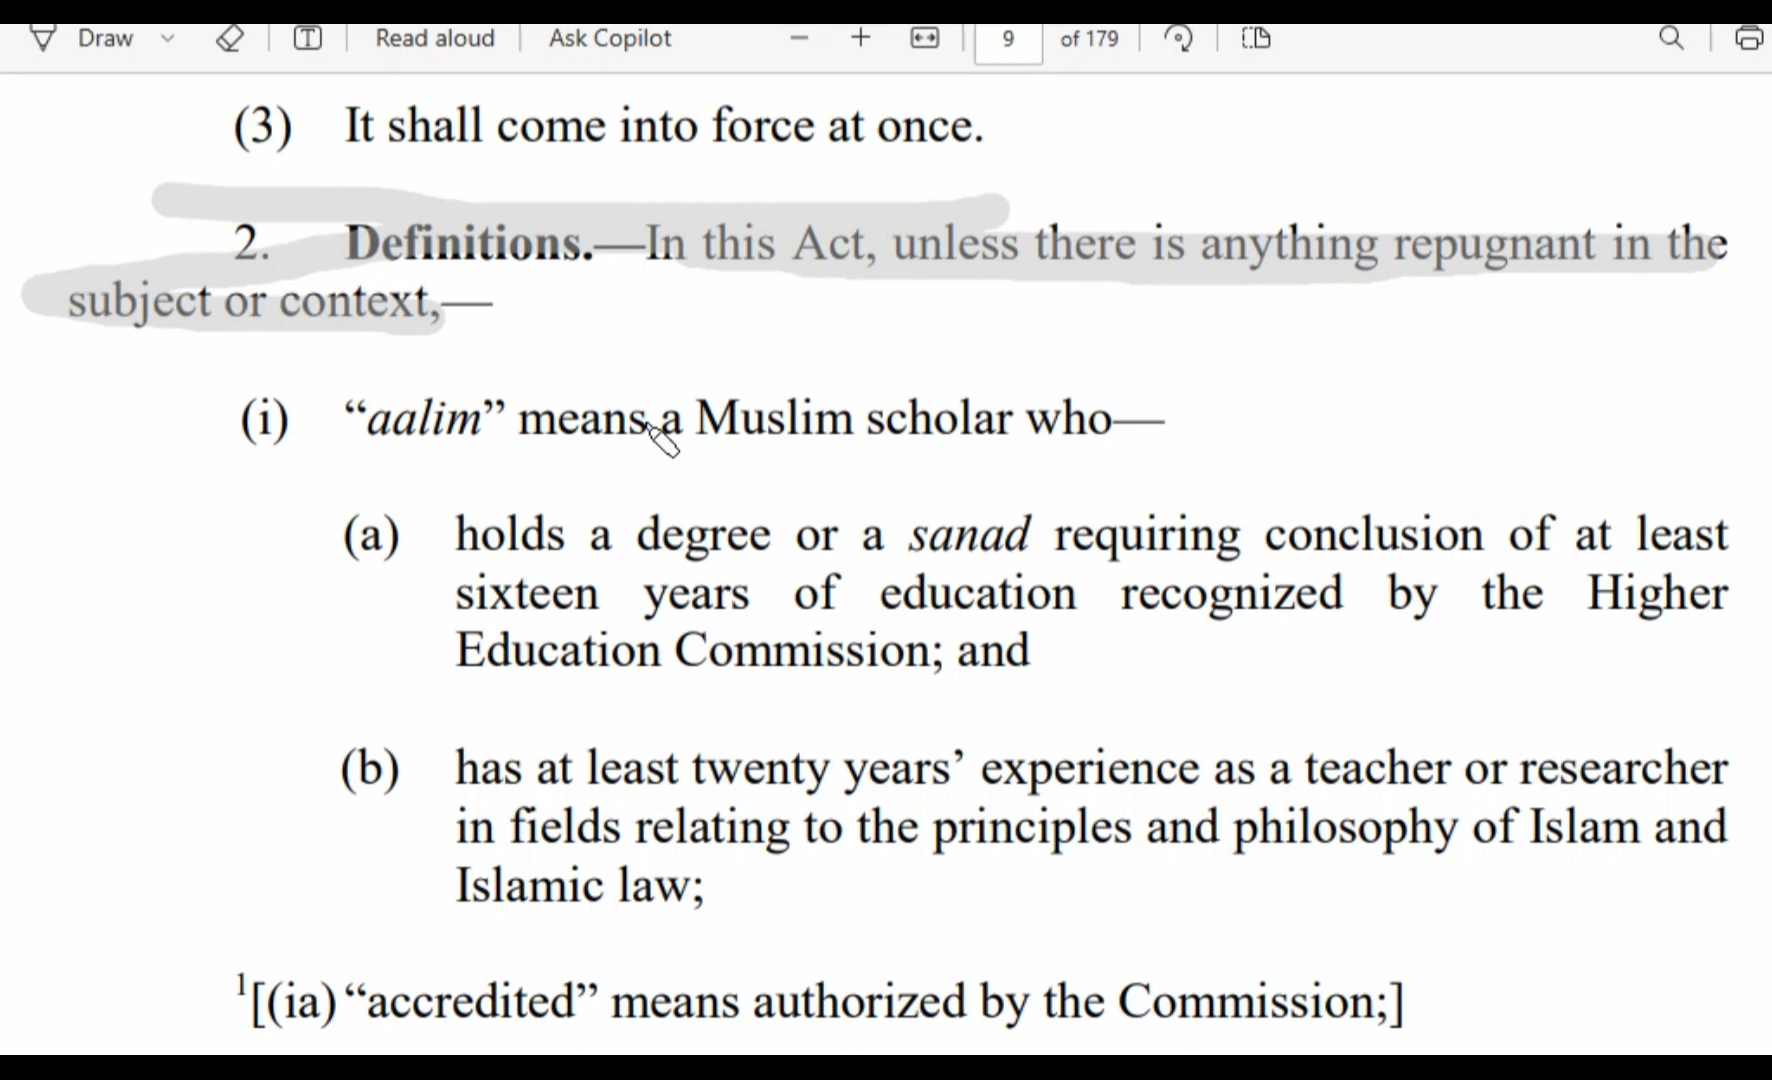 Draw
Read aloud
Ask Copilot
9
of 179
(3) It shall come into force at once.
2. Definitions.—In this Act, unless there is anything repugnant in the
subject or context,—
(i) “aalim” means a Muslim scholar who—
(a) holds a degree or a sanad requiring conclusion of at least
sixteen years of education recognized by the Higher
Education Commission; and
(b) has at least twenty years’ experience as a teacher or researcher
in fields relating to the principles and philosophy of Islam and
Islamic law;
1[(ia) “accredited” means authorized by the Commission;]